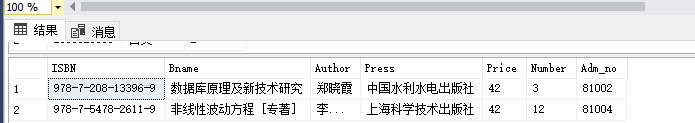 100 %
结果 消息
ISBN Bname Author Press Price Number Adm_no
1 978-7-208-13396-9 数据库原理及新技术研究 郑晓霞 中国水利水电出版社 42 3 81002
2 978-7-5478-2611-9 非线性波动方程 [专著] 李... 上海科学技术出版社 42 12 81004